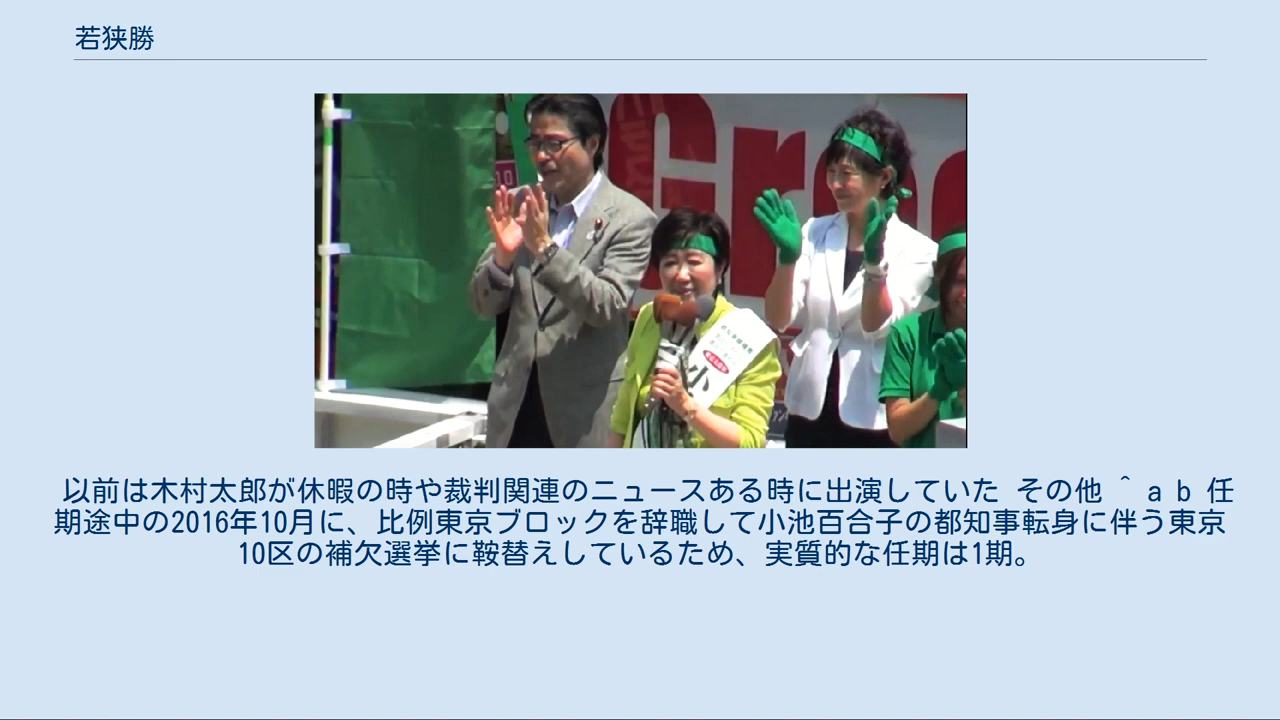 若狭勝
10
Gree
小
以前は木村太郎が休暇の時や裁判関連のニュースある時に出演していた その他 ^ a b 任
期途中の2016年10月に、比例東京ブロックを辞職して小池百合子の都知事転身に伴う東京
10区の補欠選挙に鞍替えしているため、実質的な任期は1期。